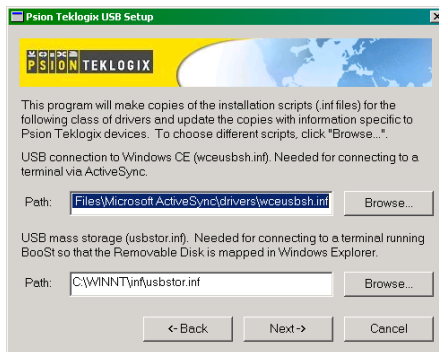 Psion Teklogix USB Setup
PSION TEKLOGIX
This program will make copies of the installation scripts (.inf files) for the
following class of drivers and update the copies with information specific to
Psion Teklogix devices. To choose different scripts, click "Browse...".
USB connection to Windows CE (wceusbsh.inf). Needed for connecting to a
terminal via ActiveSync.
Path: Files\Microsoft ActiveSync\drivers\wceusbsh.inf Browse...
USB mass storage (usbstor.inf). Needed for connecting to a terminal running
BooSt so that the Removable Disk is mapped in Windows Explorer.
Path: C:\WINNT\inf\usbstor.inf Browse...
<- Back Next -> Cancel